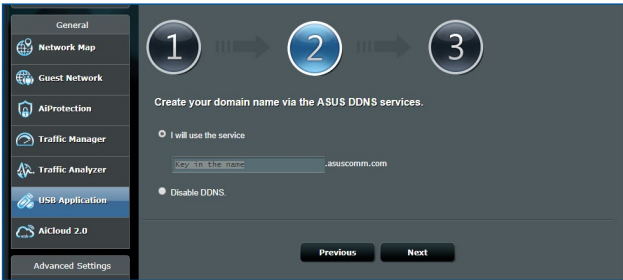 General
Network Map
Guest Network
AiProtection
Traffic Manager
Traffic Analyzer
USB Application
AiCloud 2.0
Advanced Settings
1
2
3
Create your domain name via the ASUS DDNS services.
I will use the service
Key in the name .asuscomm.com
Disable DDNS.
Previous Next